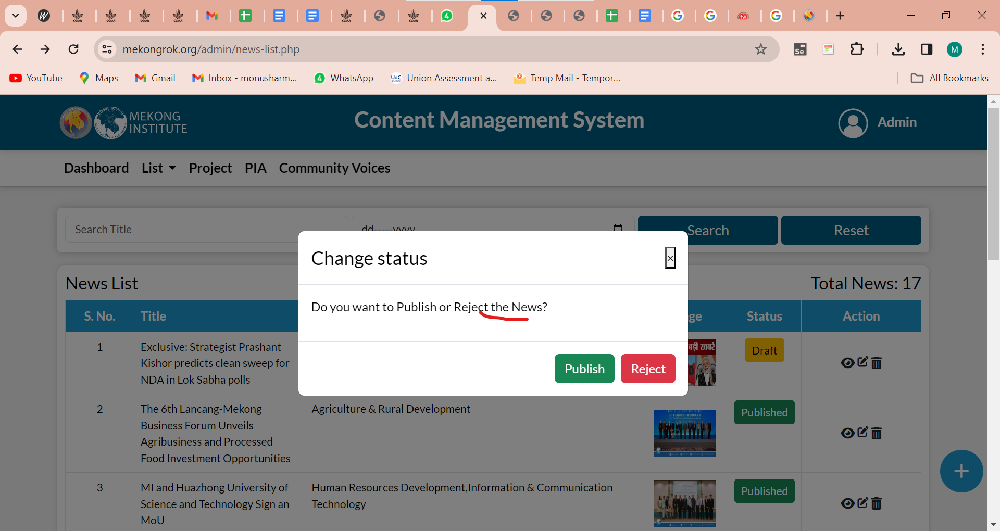 mekongrok.org/admin/news-list.php
YouTube
Maps
Gmail
Inbox - monusharm...
WhatsApp
Union Assessment a...
Temp Mail - Tempor...
All Bookmarks
MEKONG
INSTITUTE
Content Management System
Admin
Dashboard
List
Project
PIA
Community Voices
Search Title
dd-----yyyy
Search
Reset
Change status
×
Do you want to Publish or Reject the News?
Publish
Reject
News List
Total News: 17
S. No.
Title
ge
Status
Action
1
Exclusive: Strategist Prashant
Kishor predicts clean sweep for
NDA in Lok Sabha polls
बड़ी खबरें
Draft
2
The 6th Lancang-Mekong
Business Forum Unveils
Agribusiness and Processed
Food Investment Opportunities
Agriculture & Rural Development
Published
3
MI and Huazhong University of
Science and Technology Sign an
MoU
Human Resources Development,Information & Communication
Technology
Published